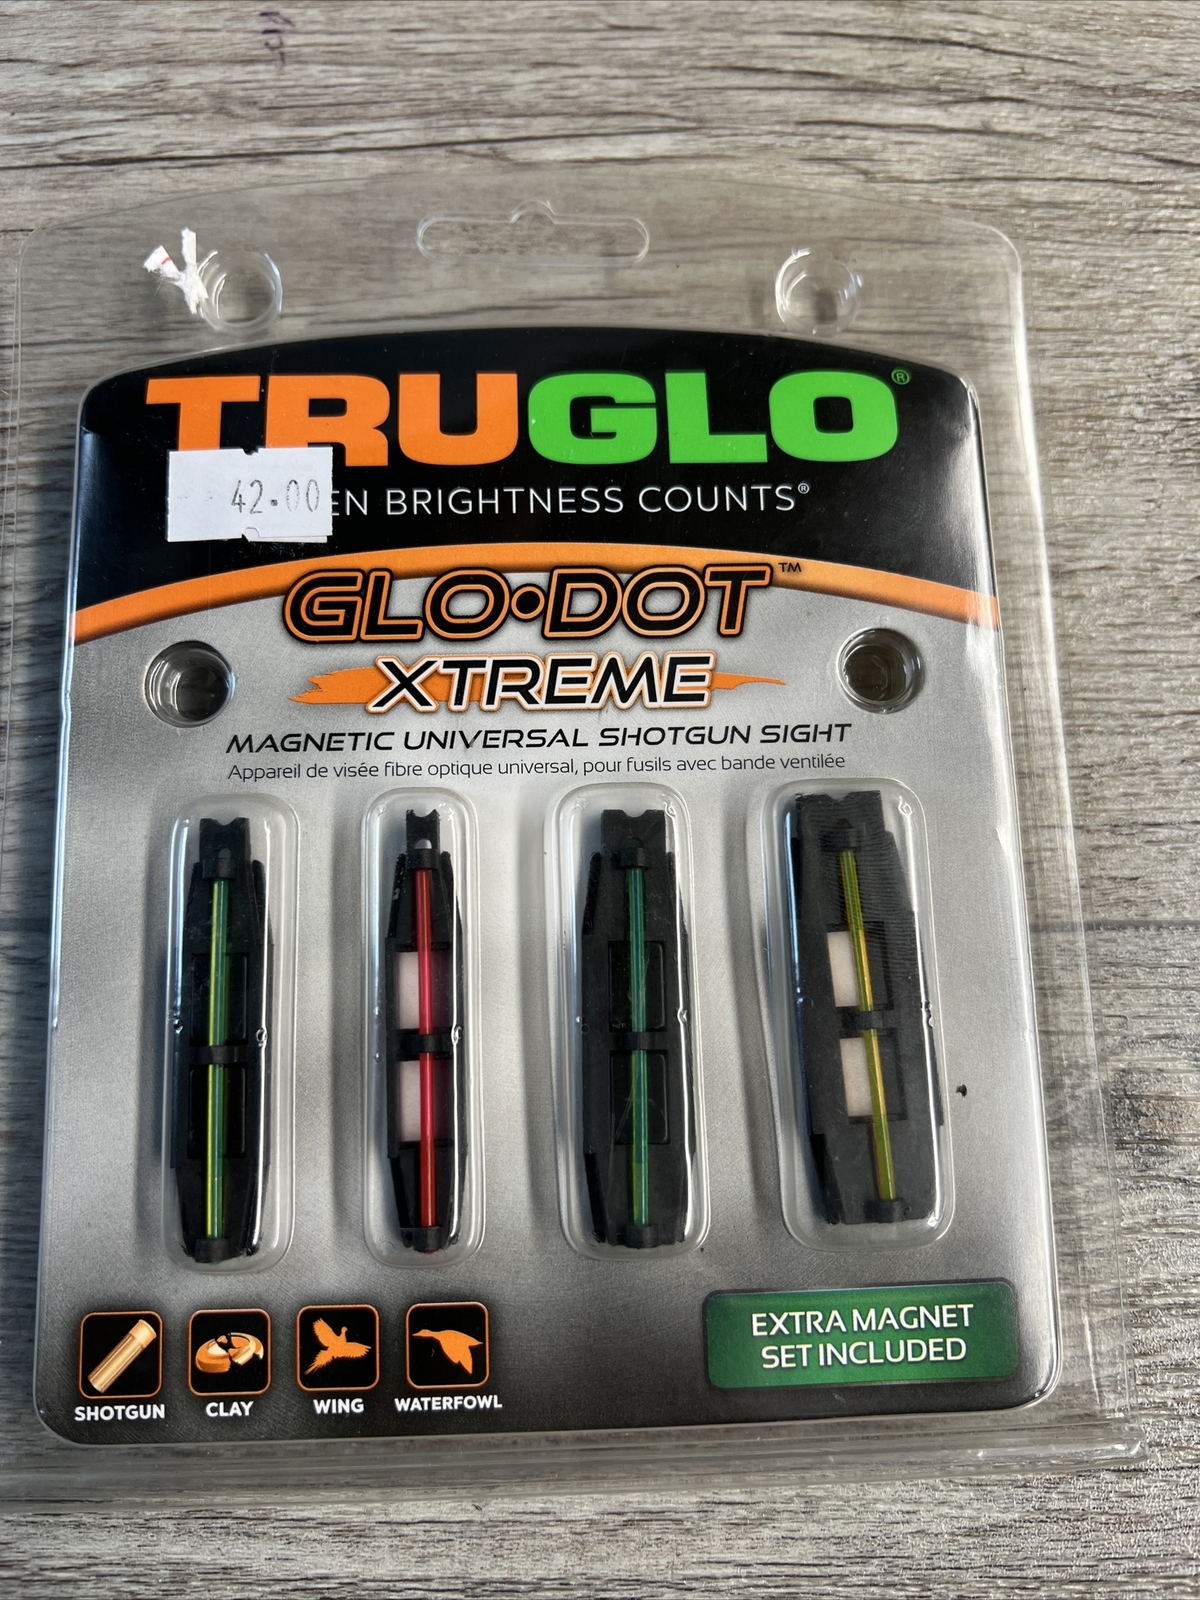 TRUGLO®
42.00
EN BRIGHTNESS COUNTS®
GLO•DOT™
XTREME
MAGNETIC UNIVERSAL SHOTGUN SIGHT
Appareil de visée fibre optique universal, pour fusils avec bande ventilée
EXTRA MAGNET
SET INCLUDED
SHOTGUN
CLAY
WING
WATERFOWL